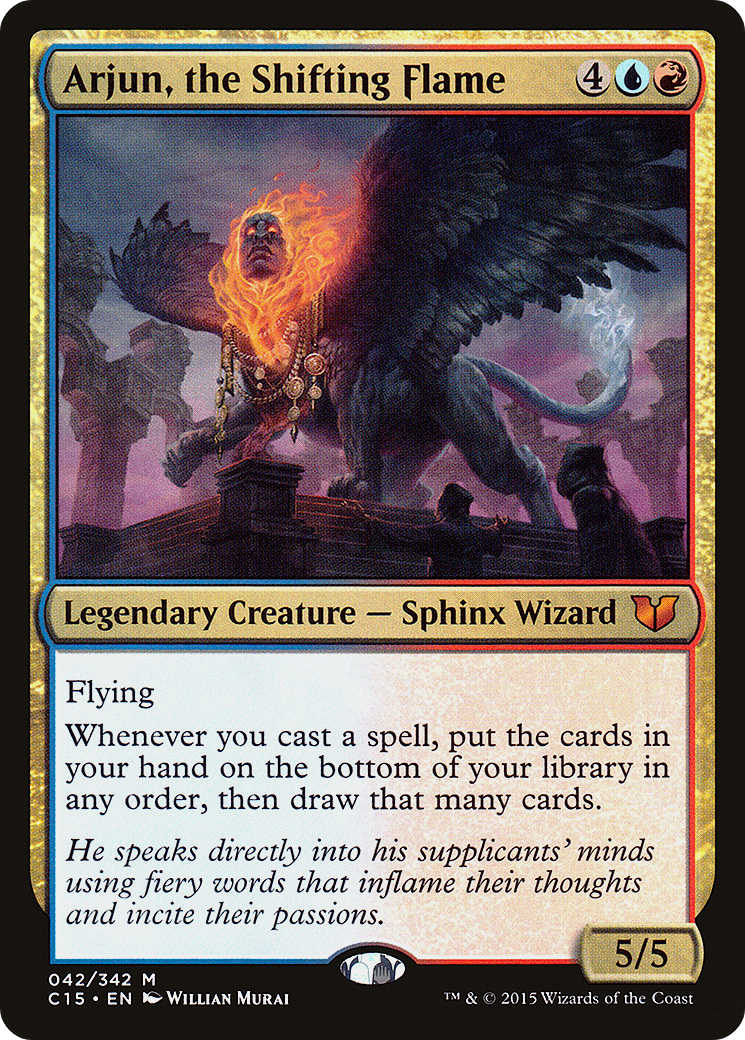 Arjun, the Shifting Flame 4
Legendary Creature — Sphinx Wizard
Flying
Whenever you cast a spell, put the cards in
your hand on the bottom of your library in
any order, then draw that many cards.
He speaks directly into his supplicants' minds
using fiery words that inflame their thoughts
and incite their passions.
5/5
042/342 M
C15 • EN Willian Murai
™ & © 2015 Wizards of the Coast